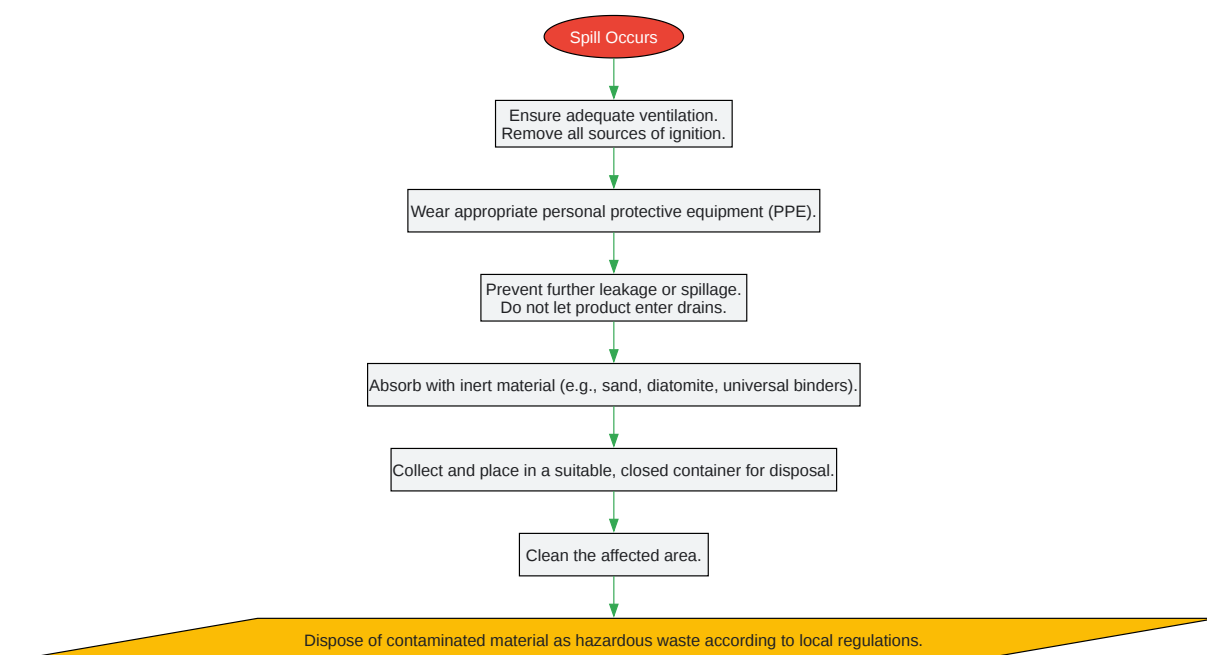 Spill Occurs
Ensure adequate ventilation.
Remove all sources of ignition.
Wear appropriate personal protective equipment (PPE).
Prevent further leakage or spillage.
Do not let product enter drains.
Absorb with inert material (e.g., sand, diatomite, universal binders).
Collect and place in a suitable, closed container for disposal.
Clean the affected area.
Dispose of contaminated material as hazardous waste according to local regulations.